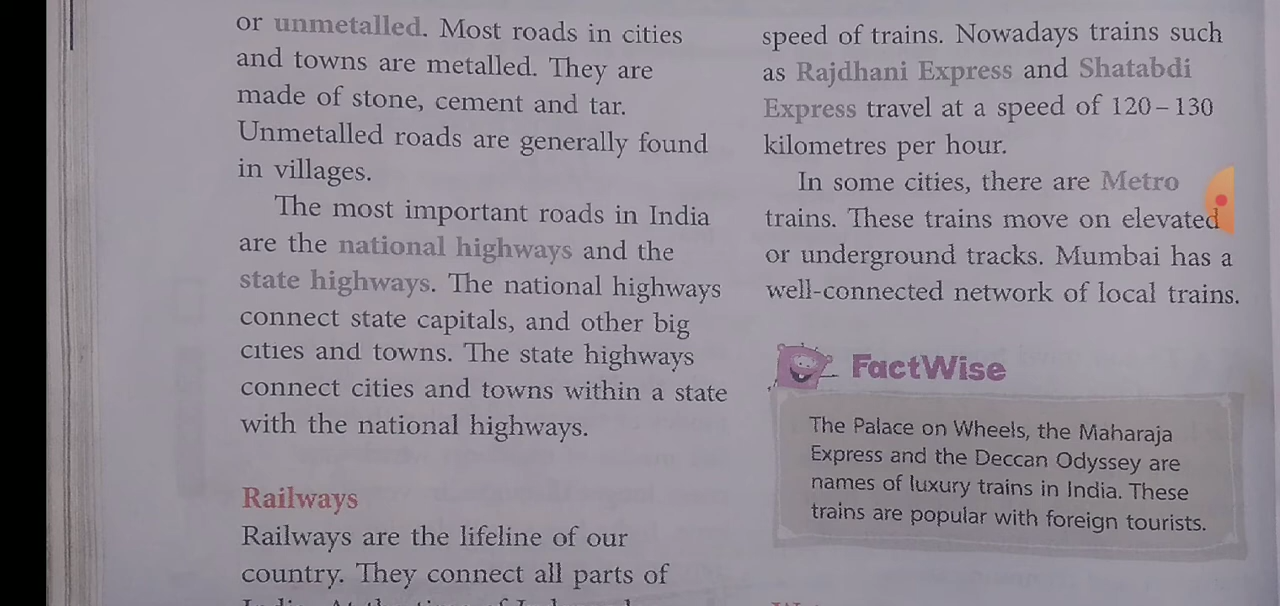 or unmetalled. Most roads in cities
and towns are metalled. They are
made of stone, cement and tar.
Unmetalled roads are generally found
in villages.
The most important roads in India
are the national highways and the
state highways. The national highways
connect state capitals, and other big
cities and towns. The state highways
connect cities and towns within a state
with the national highways.
Railways
Railways are the lifeline of our
country. They connect all parts of
speed of trains. Nowadays trains such
as Rajdhani Express and Shatabdi
Express travel at a speed of 120–130
kilometres per hour.
In some cities, there are Metro
trains. These trains move on elevated
or underground tracks. Mumbai has a
well-connected network of local trains.
FactWise
The Palace on Wheels, the Maharaja
Express and the Deccan Odyssey are
names of luxury trains in India. These
trains are popular with foreign tourists.